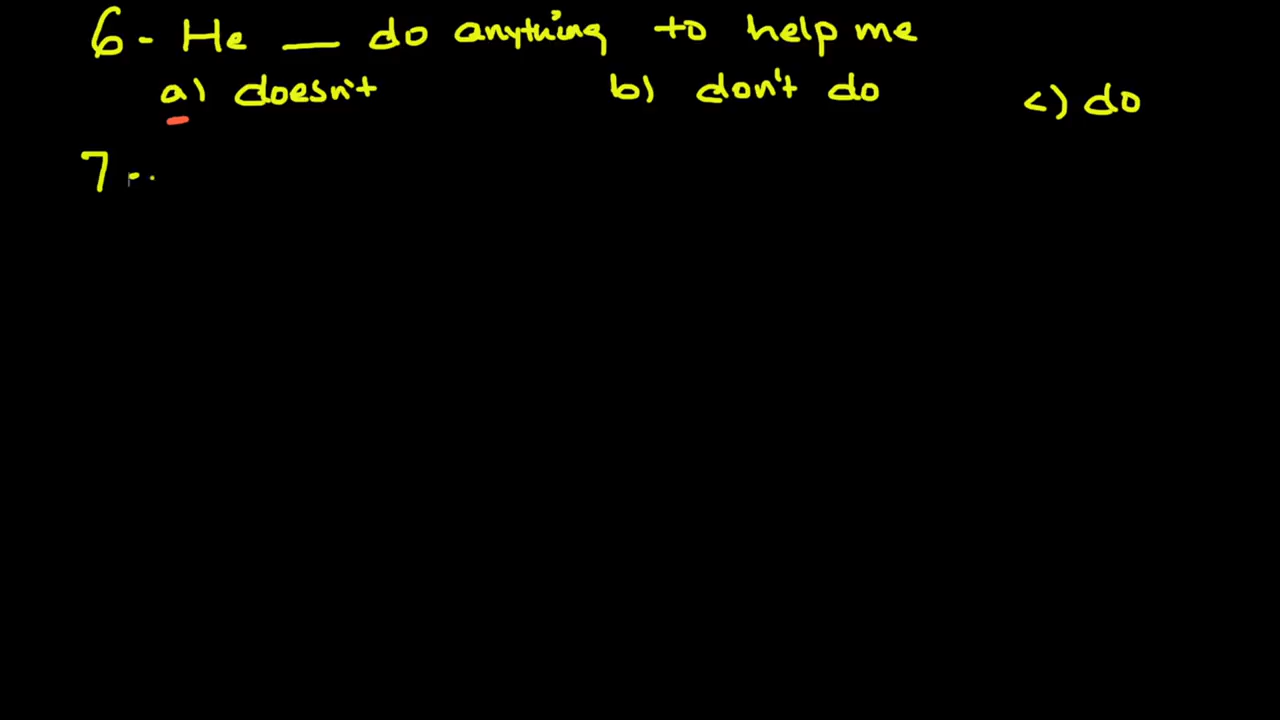 6- He __ do anything to help me
a) doesn't b) don't do c) do
7-.